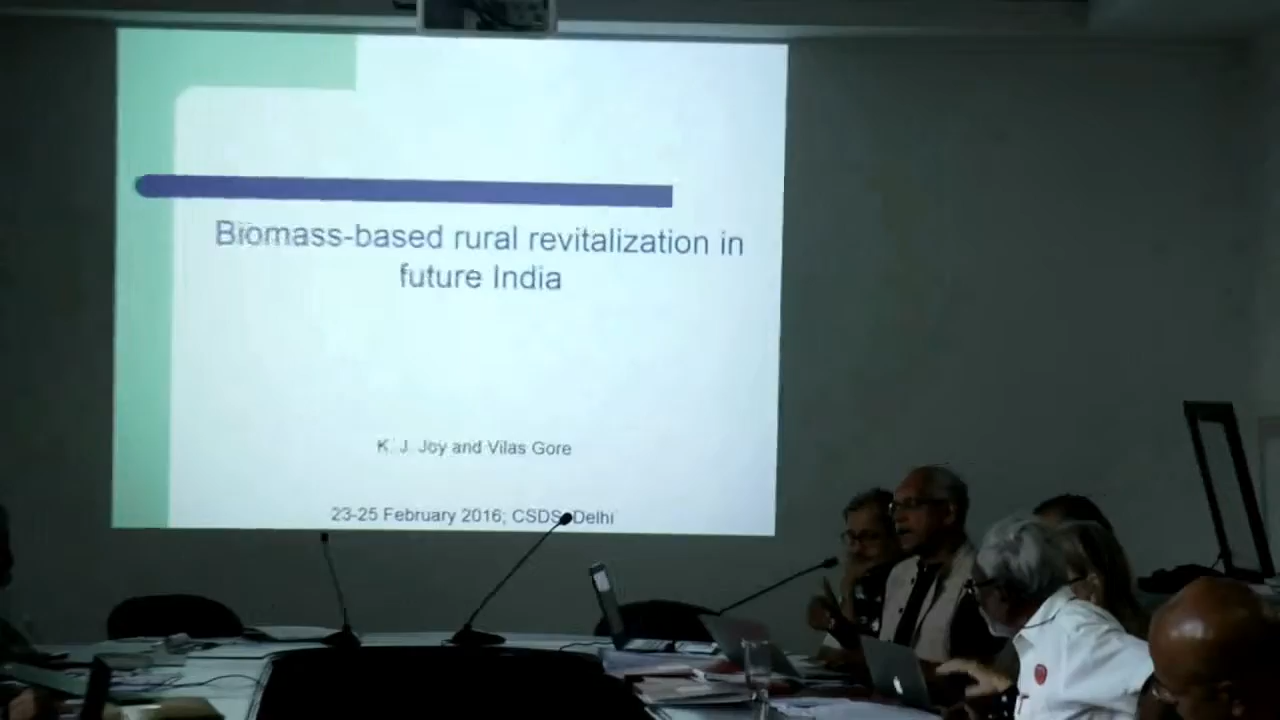 Biomass-based rural revitalization in
future India
K. J. Joy and Vilas Gore
23-25 February 2016; CSDS, Delhi